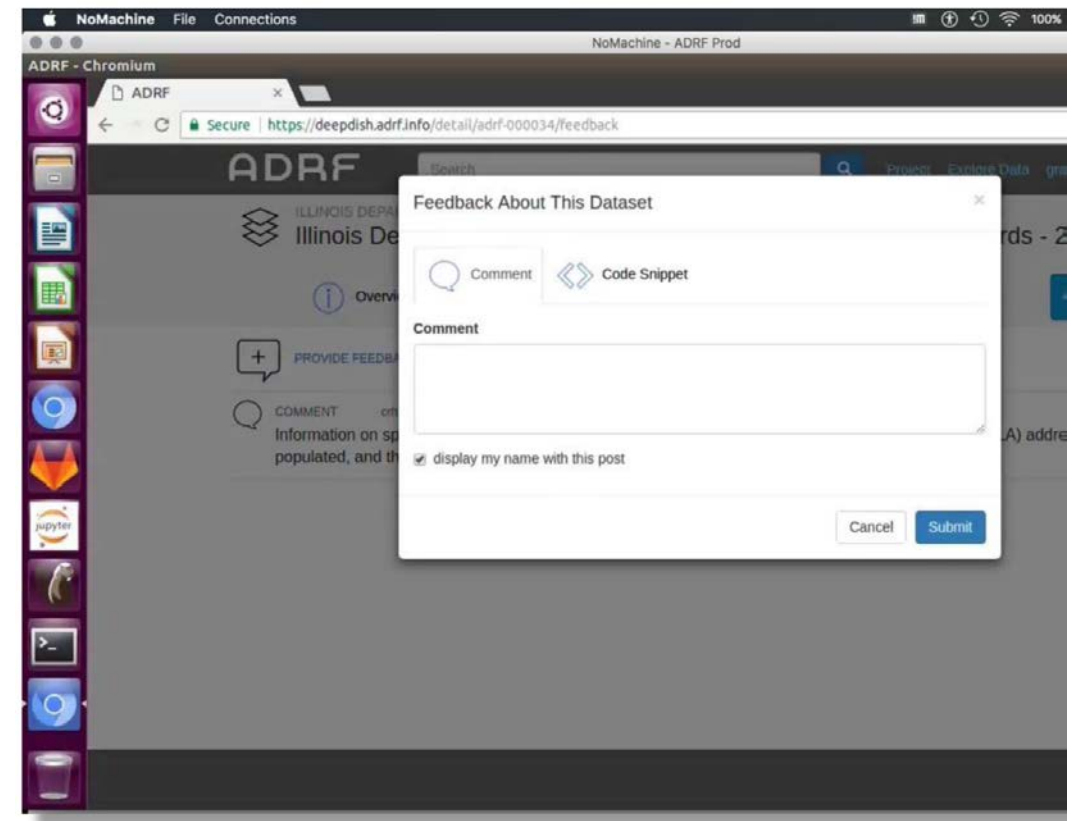 NoMachine File Connections 100%
NoMachine - ADRF Prod
ADRF - Chromium
ADRF ×
Secure | https://deepdish.adrf.info/detail/adrf-000034/feedback
ADRF Search Project Explore Data gra
Feedback About This Dataset ×
ILLINOIS DEPA
Illinois De rds - 2
Comment Code Snippet
Overvi
Comment
PROVIDE FEEDBA
COMMENT cm
Information on sp LA) addre
populated, and th
display my name with this post
Cancel Submit
jupyter
>_